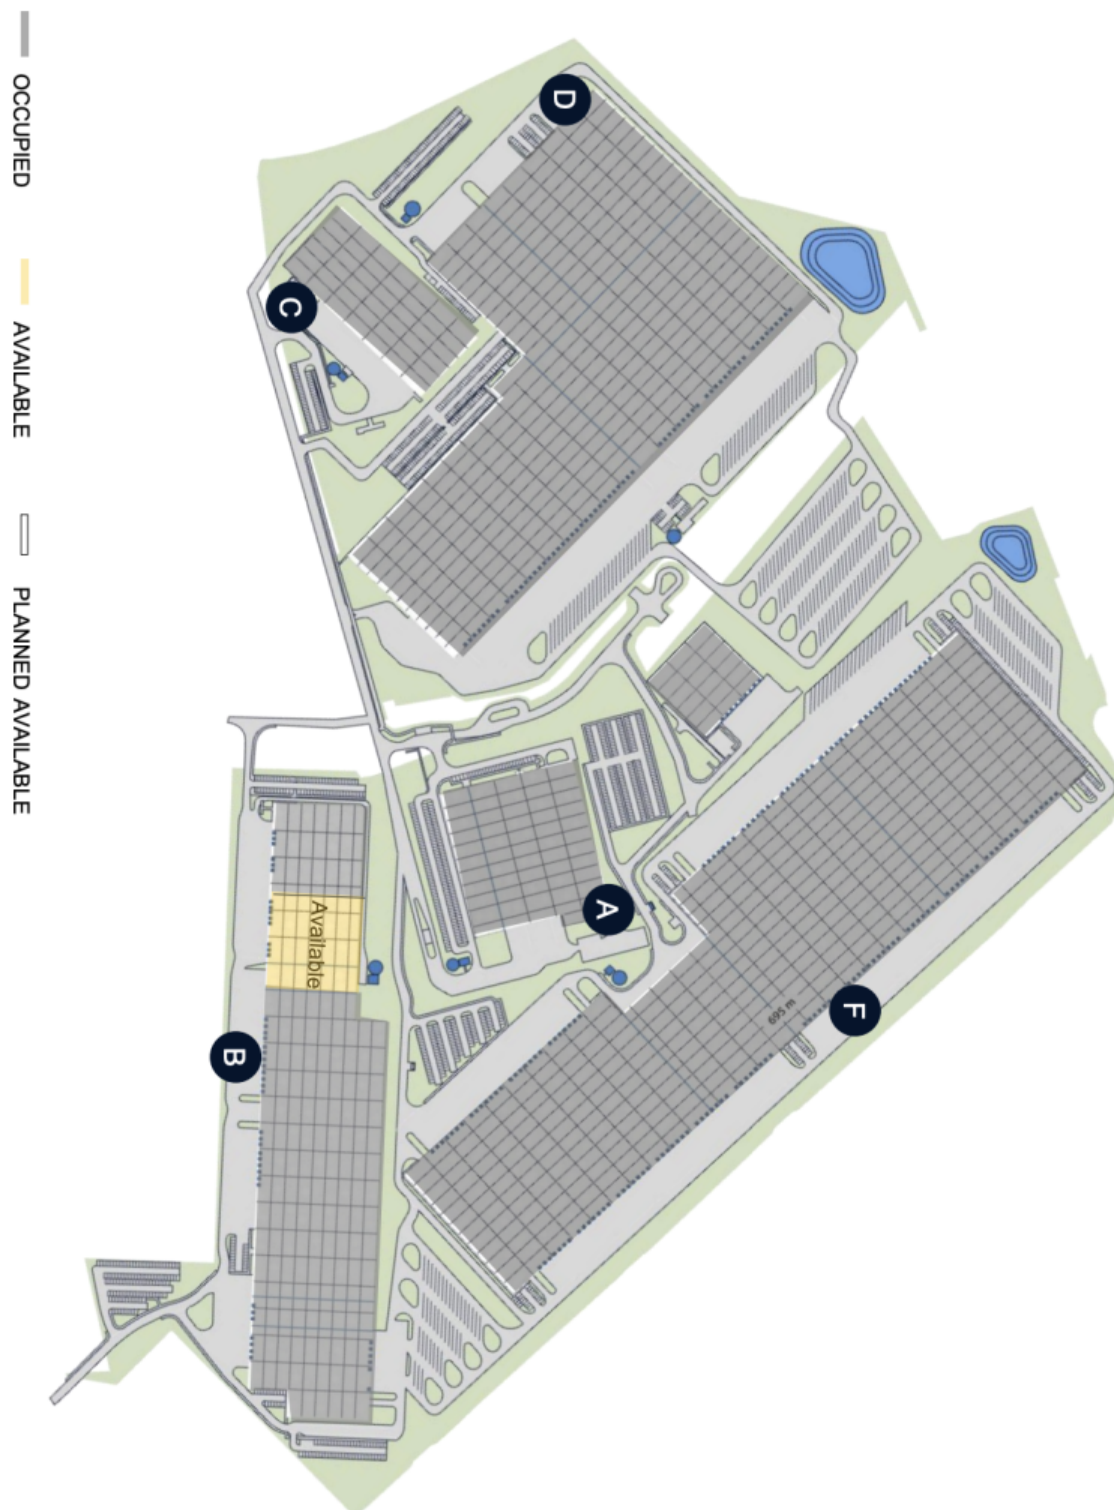 OCCUPIED
AVAILABLE
PLANNED AVAILABLE
D
C
A
Available
695 m
F
B